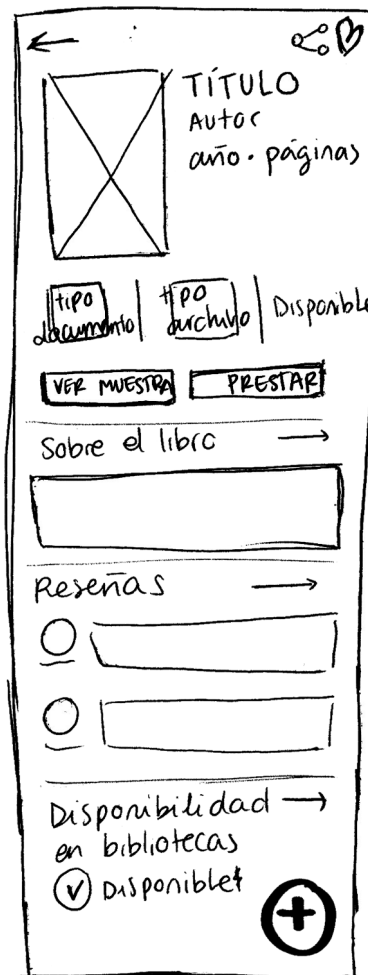 TÍTULO
Autor
año. páginas
tipo documento | tipo archivo | Disponible
VER MUESTRA PRESTAR
Sobre el libro
Reseñas
Disponibilidad
en bibliotecas
Disponible